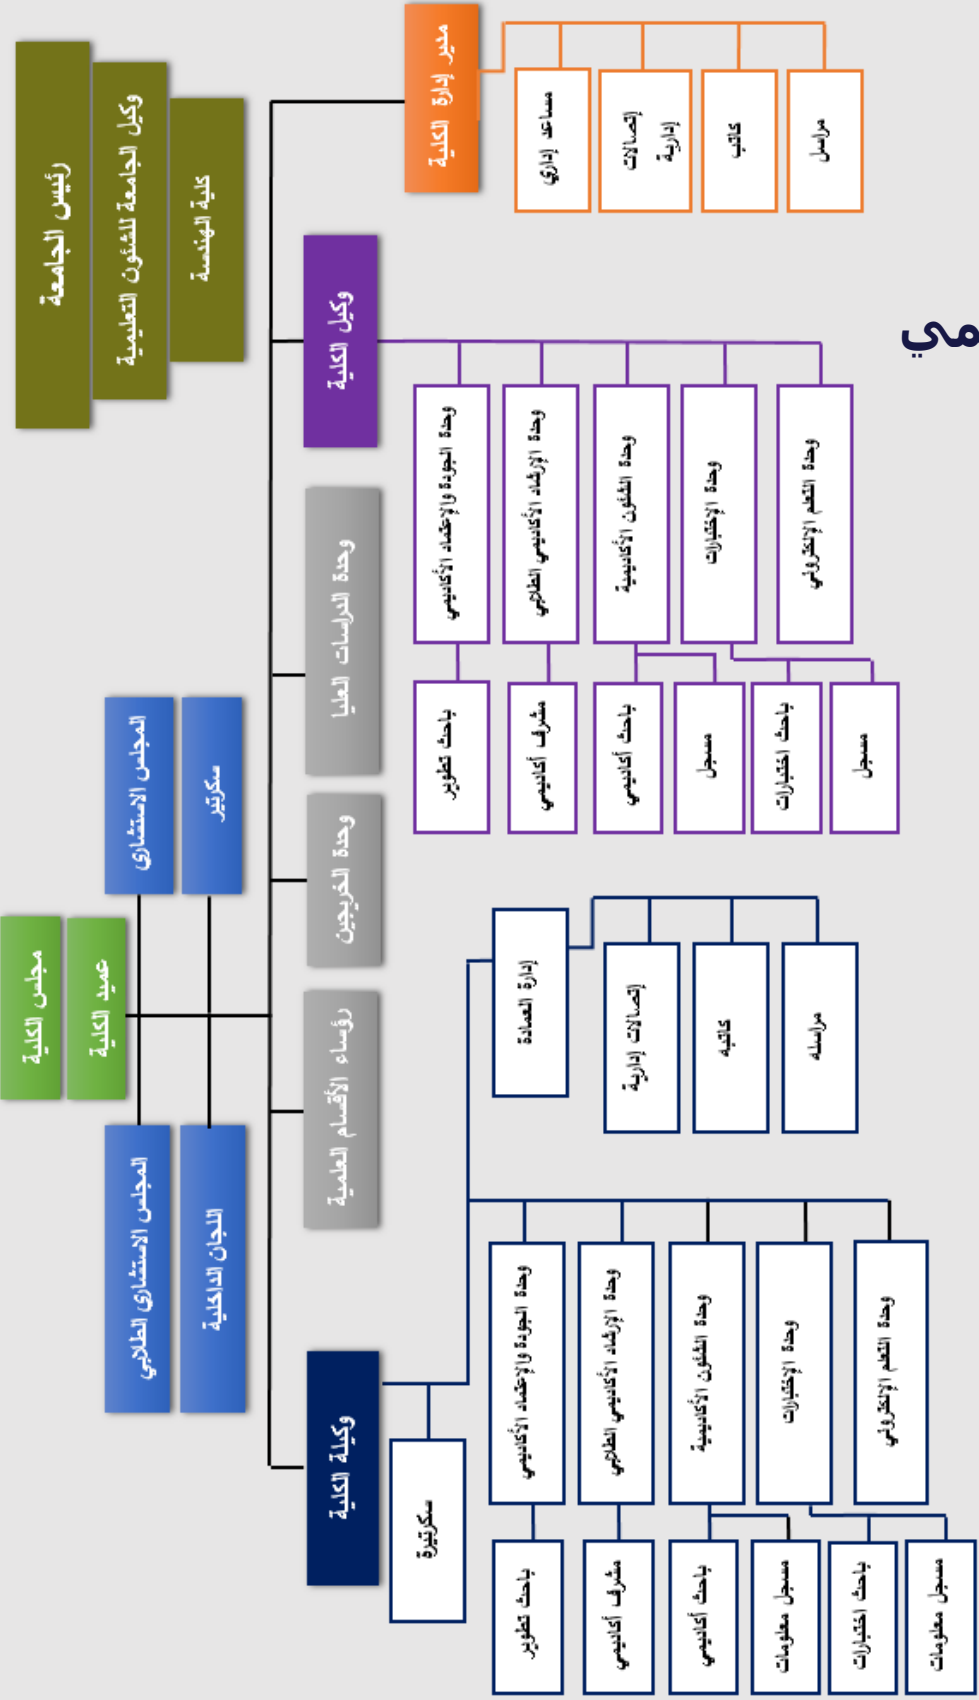 رئيس الجامعة
وكيل الجامعة للشئون التعليمية
كلية الهندسة
مجلس الكلية
عميد الكلية
المجلس الاستشاري
المجلس الاستشاري الطلابي
سكرتير
اللجان الداخلية
مدير إدارة الكلية
وكيل الكلية
وحدة الدراسات العليا
وحدة الخريجين
رؤساء الأقسام العلمية
وكيلة الكلية
مساعد إداري
إتصالات
إدارية
كاتب
مراسل
وحدة الجودة والإعتماد الأكاديمي
وحدة الإرشاد الأكاديمي الطلابي
وحدة الشئون الأكاديمية
وحدة الإختبارات
وحدة التعلم الإلكتروني
باحث تطوير
مشرف أكاديمي
باحث أكاديمي
مسجل
باحث اختبارات
مسجل
سكرتيرة
إدارة العمادة
إتصالات إدارية
كاتبه
مراسله
وحدة الجودة والإعتماد الأكاديمي
وحدة الإرشاد الأكاديمي الطلابي
وحدة الشئون الأكاديمية
وحدة الإختبارات
وحدة التعلم الإلكتروني
باحث تطوير
مشرف أكاديمي
باحث أكاديمي
مسجل معلومات
باحث اختبارات
مسجل معلومات
مي